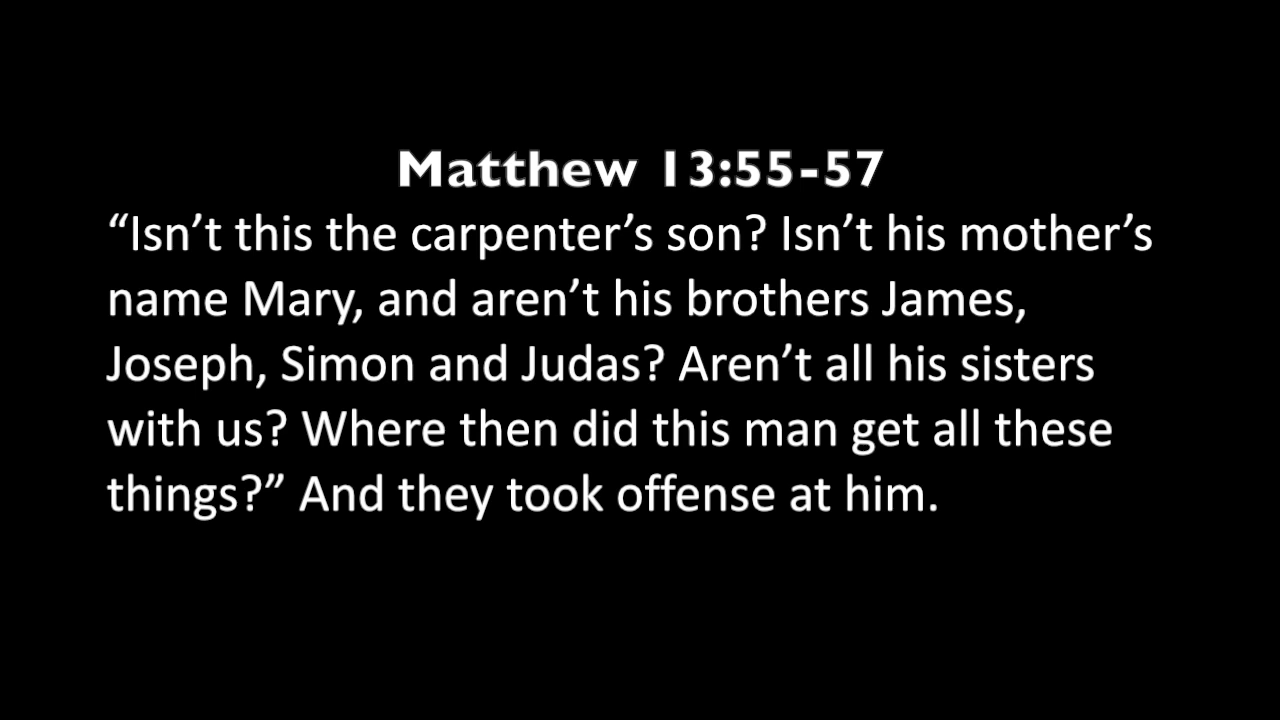 Matthew 13:55-57
“Isn’t this the carpenter’s son? Isn’t his mother’s
name Mary, and aren’t his brothers James,
Joseph, Simon and Judas? Aren’t all his sisters
with us? Where then did this man get all these
things?” And they took offense at him.